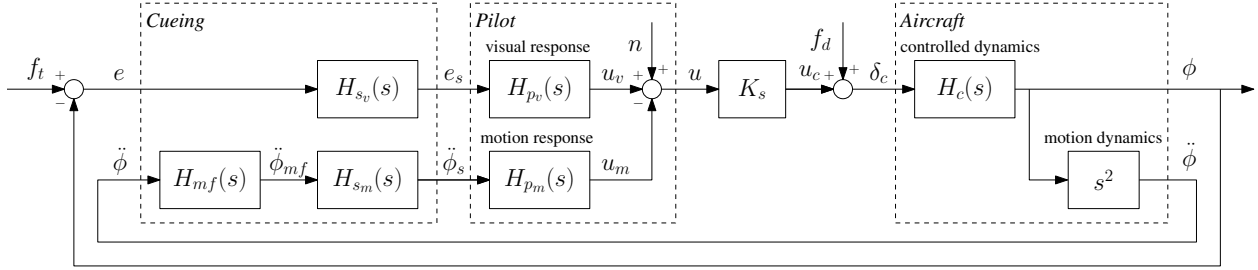 Cueing
Pilot
Aircraft
visual response
n
f_d
controlled dynamics
f_t
+
−
e
H_{s_v}(s)
e_s
H_{p_v}(s)
u_v
+
+
−
u
K_s
u_c
+
+
δ_c
H_c(s)
ϕ
motion response
motion dynamics
ϕ̈
H_{mf}(s)
ϕ̈_{mf}
H_{s_m}(s)
ϕ̈_s
H_{p_m}(s)
u_m
s^2
ϕ̈